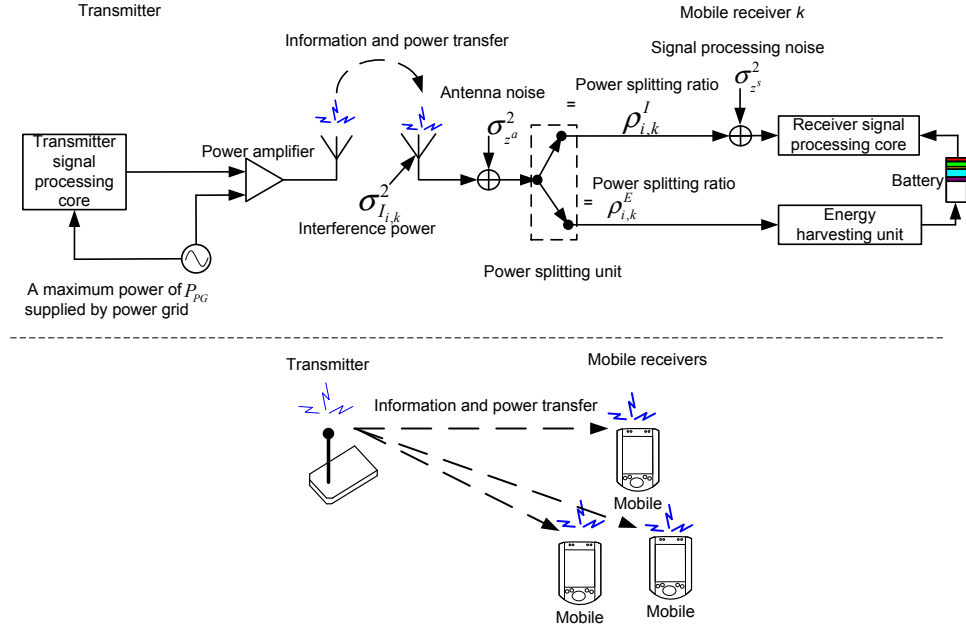 Transmitter
Mobile receiver k
Information and power transfer
Signal processing noise
σ²_{z^s}
Antenna noise
σ²_{z^a}
Power splitting ratio
= ρ^I_{i,k}
Transmitter
signal
processing
core
Power amplifier
Receiver signal
processing core
σ²_{I_{i,k}}
Interference power
Power splitting ratio
= ρ^E_{i,k}
Battery
Energy
harvesting unit
Power splitting unit
A maximum power of P_{PG}
supplied by power grid
Transmitter
Mobile receivers
Information and power transfer
Mobile
Mobile
Mobile